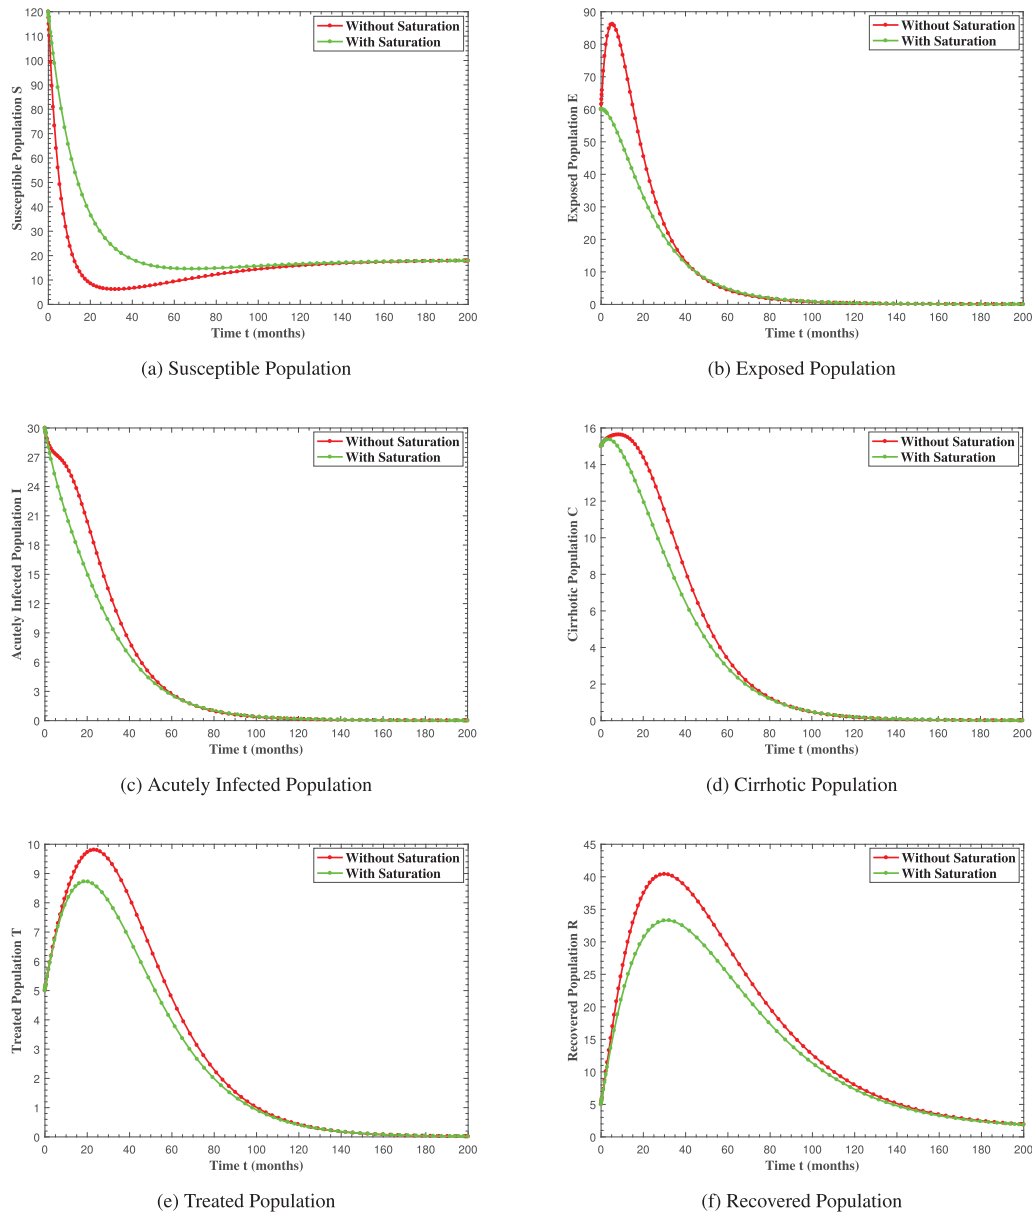 Susceptible Population S
120
110
100
90
80
70
60
50
40
30
20
10
0
0 20 40 60 80 100 120 140 160 180 200
Time t (months)
Without Saturation
With Saturation
(a) Susceptible Population
Exposed Population E
90
80
70
60
50
40
30
20
10
0
0 20 40 60 80 100 120 140 160 180 200
Time t (months)
Without Saturation
With Saturation
(b) Exposed Population
Acutely Infected Population I
30
27
24
21
18
15
12
9
6
3
0
0 20 40 60 80 100 120 140 160 180 200
Time t (months)
Without Saturation
With Saturation
(c) Acutely Infected Population
Cirrhotic Population C
16
14
12
10
8
6
4
2
0
0 20 40 60 80 100 120 140 160 180 200
Time t (months)
Without Saturation
With Saturation
(d) Cirrhotic Population
Treated Population T
10
9
8
7
6
5
4
3
2
1
0
0 20 40 60 80 100 120 140 160 180 200
Time t (months)
Without Saturation
With Saturation
(e) Treated Population
Recovered Population R
45
40
35
30
25
20
15
10
5
0
0 20 40 60 80 100 120 140 160 180 200
Time t (months)
Without Saturation
With Saturation
(f) Recovered Population